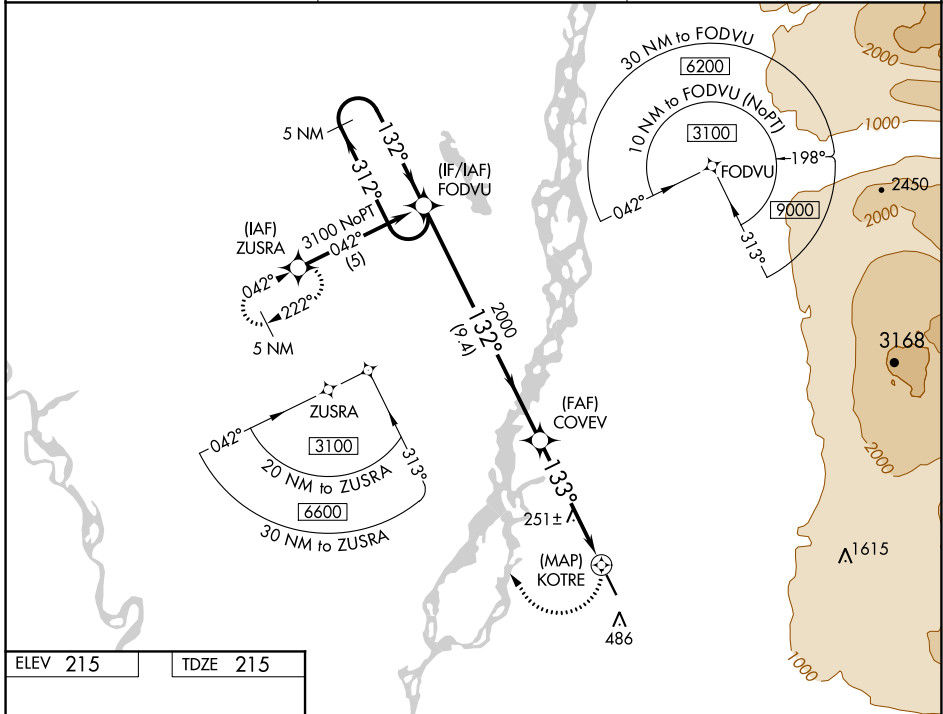 30 NM to FODVU
6200
10 NM to FODVU (NoPT)
3100
FODVU
198°
042°
9000
313°
2000
1000
2450
2000
5 NM
132°
312°
(IF/IAF)
FODVU
(IAF)
ZUSRA
3100 NoPT
042°
(5)
042°
222°
5 NM
2000
132°
(9.4)
3168
ZUSRA
042°
3100
313°
20 NM to ZUSRA
6600
30 NM to ZUSRA
(FAF)
COVEV
133°
251±
2000
(MAP)
KOTRE
1615
486
1000
ELEV 215
TDZE 215